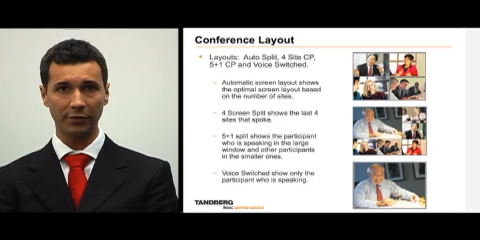 Conference Layout
Layouts: Auto Split, 4 Site CP,
5+1 CP and Voice Switched.
Automatic screen layout shows
the optimal screen layout based
on the number of sites.
4 Screen Split shows the last 4
sites that spoke.
5+1 split shows the participant
who is speaking in the large
window and other participants
in the smaller ones.
Voice Switched show only the
participant who is speaking.
TANDBERG